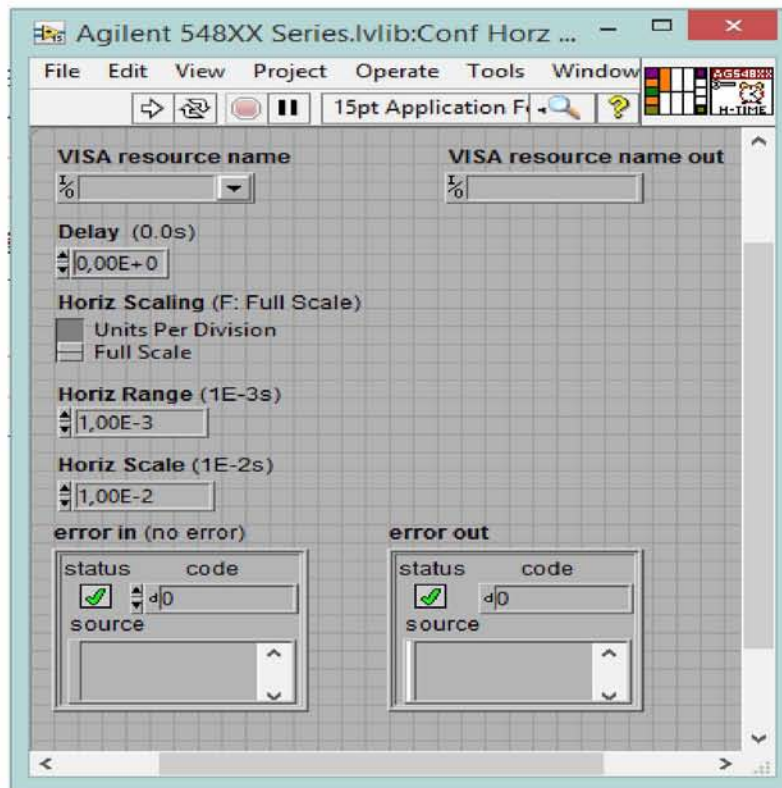 Agilent 548XX Series.lvlib:Conf Horz ...
File Edit View Project Operate Tools Window
15pt Application F
AG548XX
H-TIME
VISA resource name
VISA resource name out
Delay (0.0s)
0,00E+0
Horiz Scaling (F: Full Scale)
Units Per Division
Full Scale
Horiz Range (1E-3s)
1,00E-3
Horiz Scale (1E-2s)
1,00E-2
error in (no error)
error out
status code
status code
d0
d0
source
source